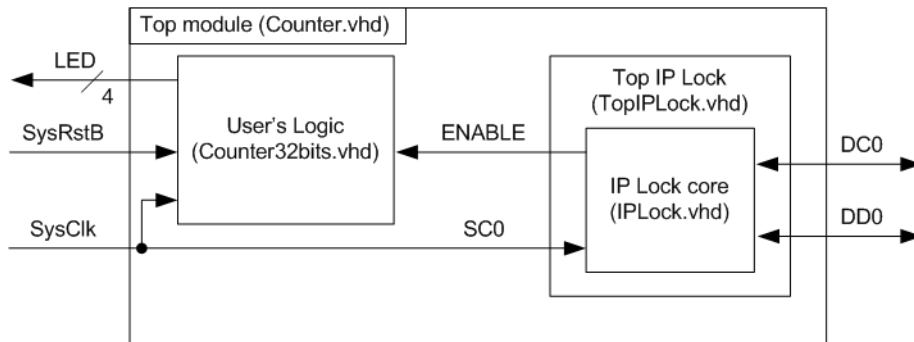 Top module (Counter.vhd)
LED
4
SysRstB
SysClk
User's Logic
(Counter32bits.vhd)
ENABLE
SC0
Top IP Lock
(TopIPLock.vhd)
IP Lock core
(IPLock.vhd)
DC0
DD0